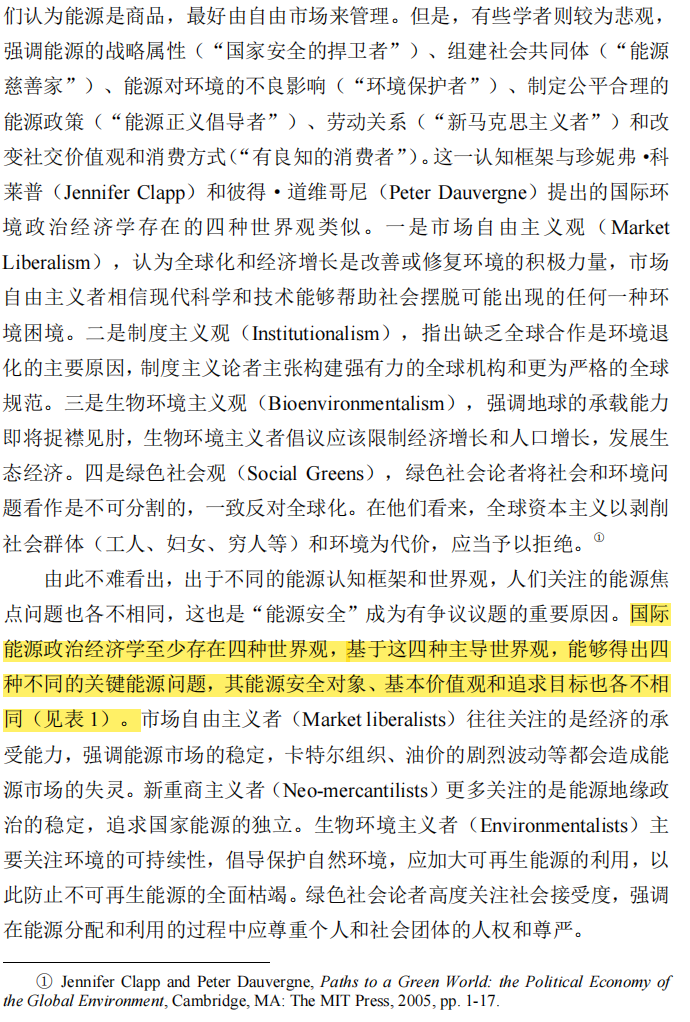 们认为能源是商品，最好由自由市场来管理。但是，有些学者则较为悲观，
强调能源的战略属性（“国家安全的捍卫者”）、组建社会共同体（“能源
慈善家”）、能源对环境的不良影响（“环境保护者”）、制定公平合理的
能源政策（“能源正义倡导者”）、劳动关系（“新马克思主义者”）和改
变社交价值观和消费方式（“有良知的消费者”）。这一认知框架与珍妮弗·科
莱普（Jennifer Clapp）和彼得·道维哥尼（Peter Dauvergne）提出的国际环
境政治经济学存在的四种世界观类似。一是市场自由主义观（Market
Liberalism），认为全球化和经济增长是改善或修复环境的积极力量，市场
自由主义者相信现代科学和技术能够帮助社会摆脱可能出现的任何一种环
境困境。二是制度主义观（Institutionalism），指出缺乏全球合作是环境退
化的主要原因，制度主义论者主张构建强有力的全球机构和更为严格的全球
规范。三是生物环境主义观（Bioenvironmentalism），强调地球的承载能力
即将捉襟见肘，生物环境主义者倡议应该限制经济增长和人口增长，发展生
态经济。四是绿色社会观（Social Greens），绿色社会论者将社会和环境问
题看作是不可分割的，一致反对全球化。在他们看来，全球资本主义以剥削
社会群体（工人、妇女、穷人等）和环境为代价，应当予以拒绝。①
由此不难看出，出于不同的能源认知框架和世界观，人们关注的能源焦
点问题也各不相同，这也是“能源安全”成为有争议议题的重要原因。国际
能源政治经济学至少存在四种世界观，基于这四种主导世界观，能够得出四
种不同的关键能源问题，其能源安全对象、基本价值观和追求目标也各不相
同（见表 1）。市场自由主义者（Market liberalists）往往关注的是经济的承
受能力，强调能源市场的稳定，卡特尔组织、油价的剧烈波动等都会造成能
源市场的失灵。新重商主义者（Neo-mercantilists）更多关注的是能源地缘政
治的稳定，追求国家能源的独立。生物环境主义者（Environmentalists）主
要关注环境的可持续性，倡导保护自然环境，应加大可再生能源的利用，以
此防止不可再生能源的全面枯竭。绿色社会论者高度关注社会接受度，强调
在能源分配和利用的过程中应尊重个人和社会团体的人权和尊严。
① Jennifer Clapp and Peter Dauvergne, Paths to a Green World: the Political Economy of
the Global Environment, Cambridge, MA: The MIT Press, 2005, pp. 1-17.